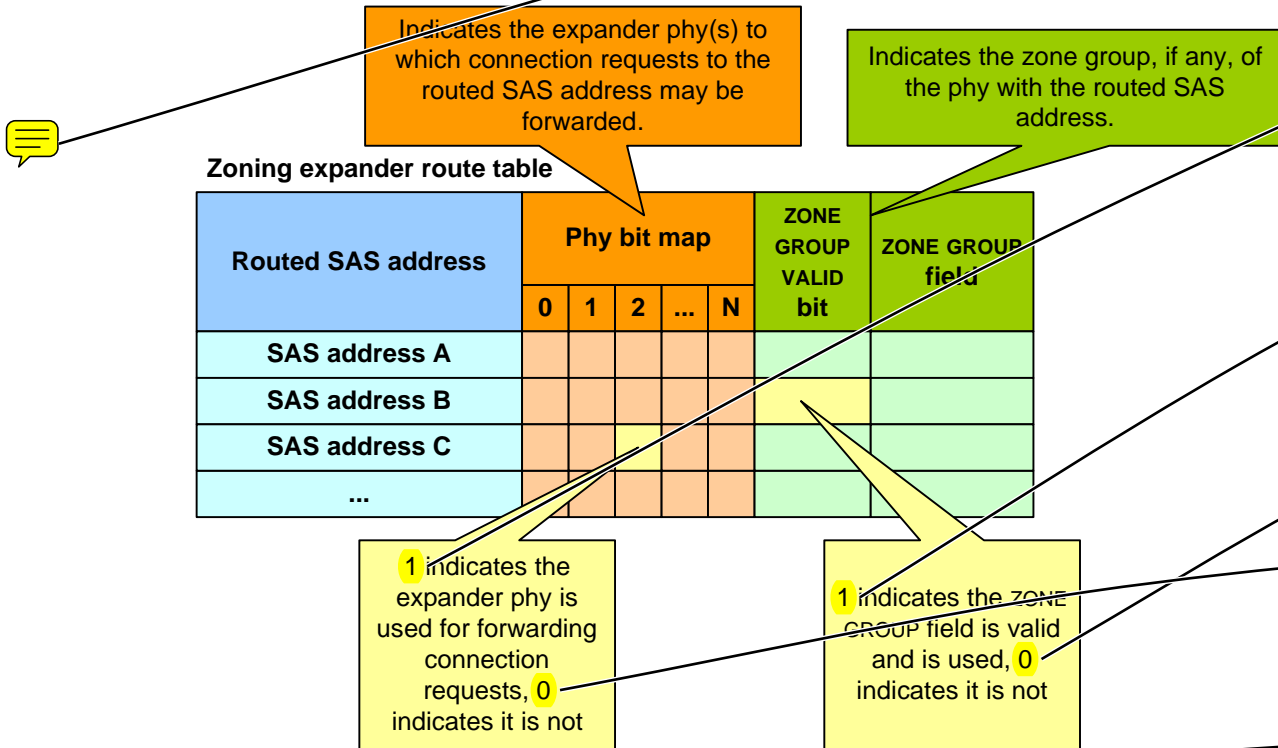 Indicates the expander phy(s) to
which connection requests to the
routed SAS address may be
forwarded.
Indicates the zone group, if any, of
the phy with the routed SAS
address.
Zoning expander route table
Routed SAS address
Phy bit map
ZONE
GROUP
VALID
bit
ZONE GROUP
field
0 1 2 ... N
SAS address A
SAS address B
SAS address C
...
1 indicates the
expander phy is
used for forwarding
connection
requests, 0
indicates it is not
1 indicates the ZONE
GROUP field is valid
and is used, 0
indicates it is not